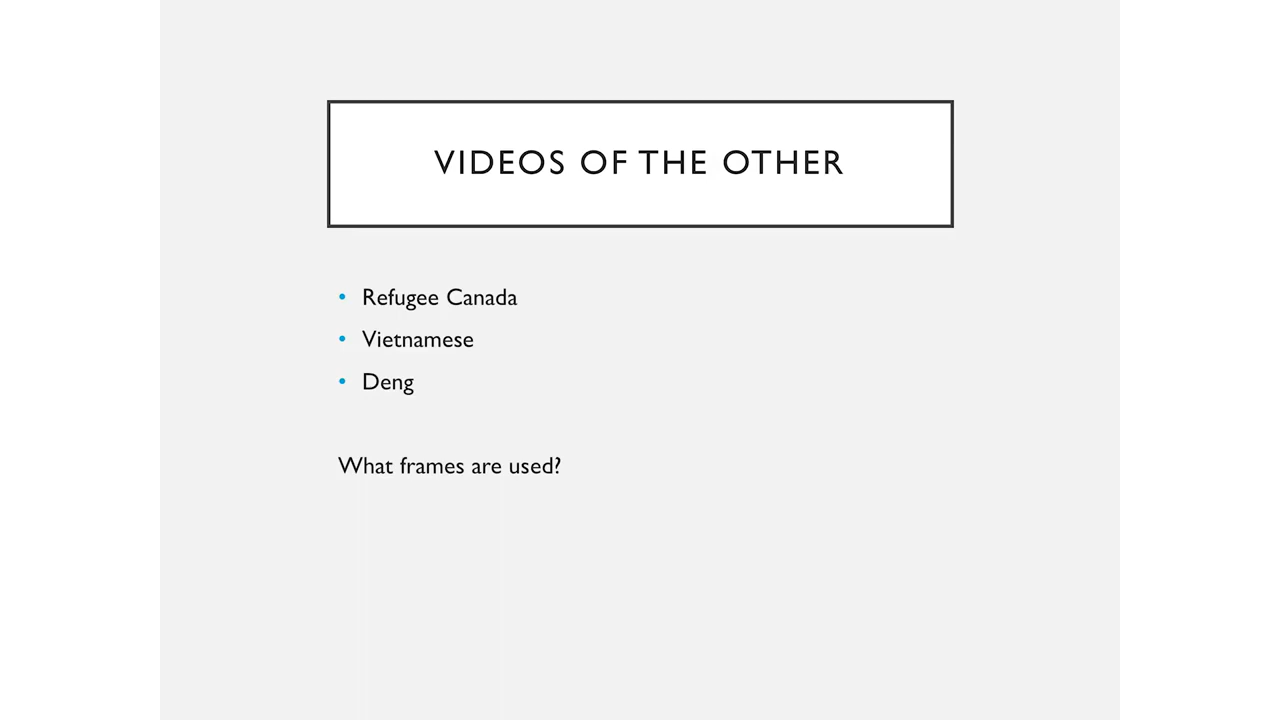 VIDEOS OF THE OTHER
• Refugee Canada
• Vietnamese
• Deng
What frames are used?